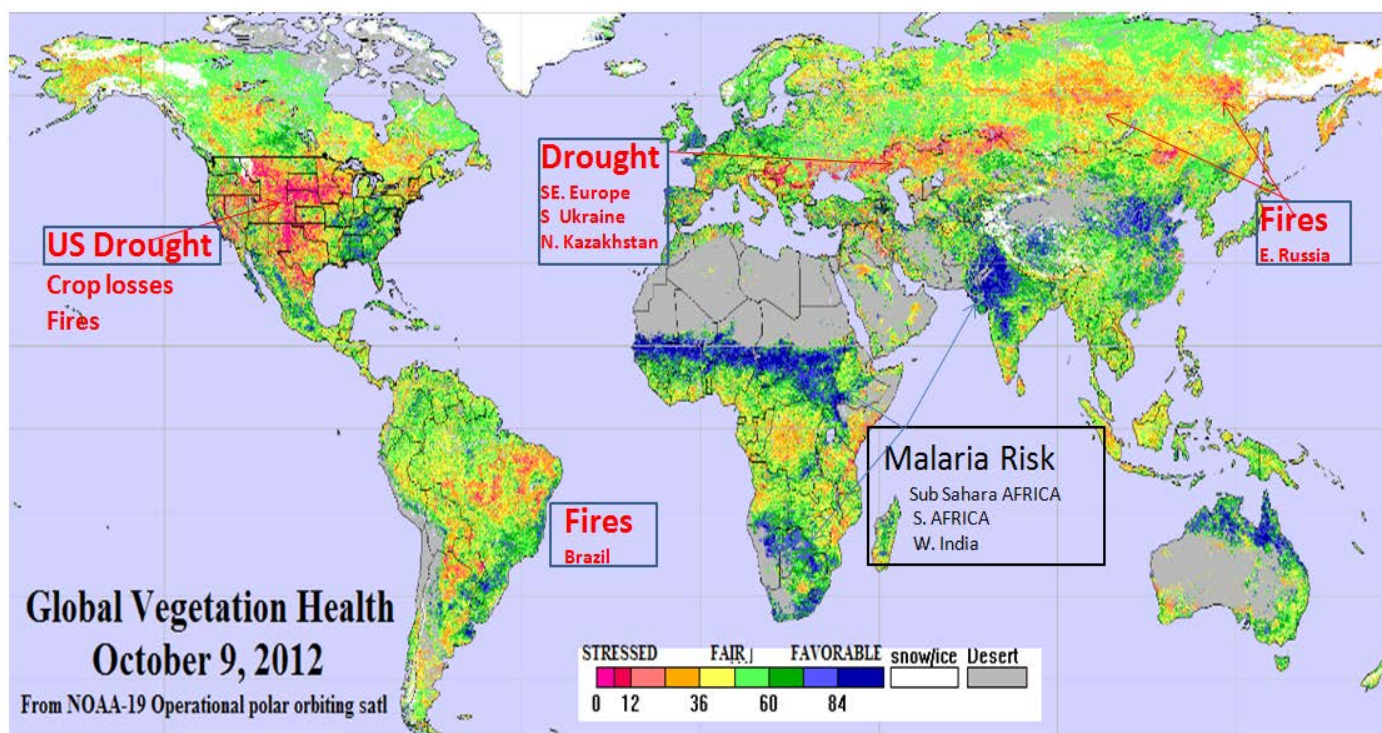 US Drought
Crop losses
Fires
Drought
SE. Europe
S Ukraine
N. Kazakhstan
Fires
E. Russia
Malaria Risk
Sub Sahara AFRICA
S. AFRICA
W. India
Fires
Brazil
Global Vegetation Health
October 9, 2012
From NOAA-19 Operational polar orbiting satl
STRESSED FAIR FAVORABLE snow/ice Desert
0 12 36 60 84